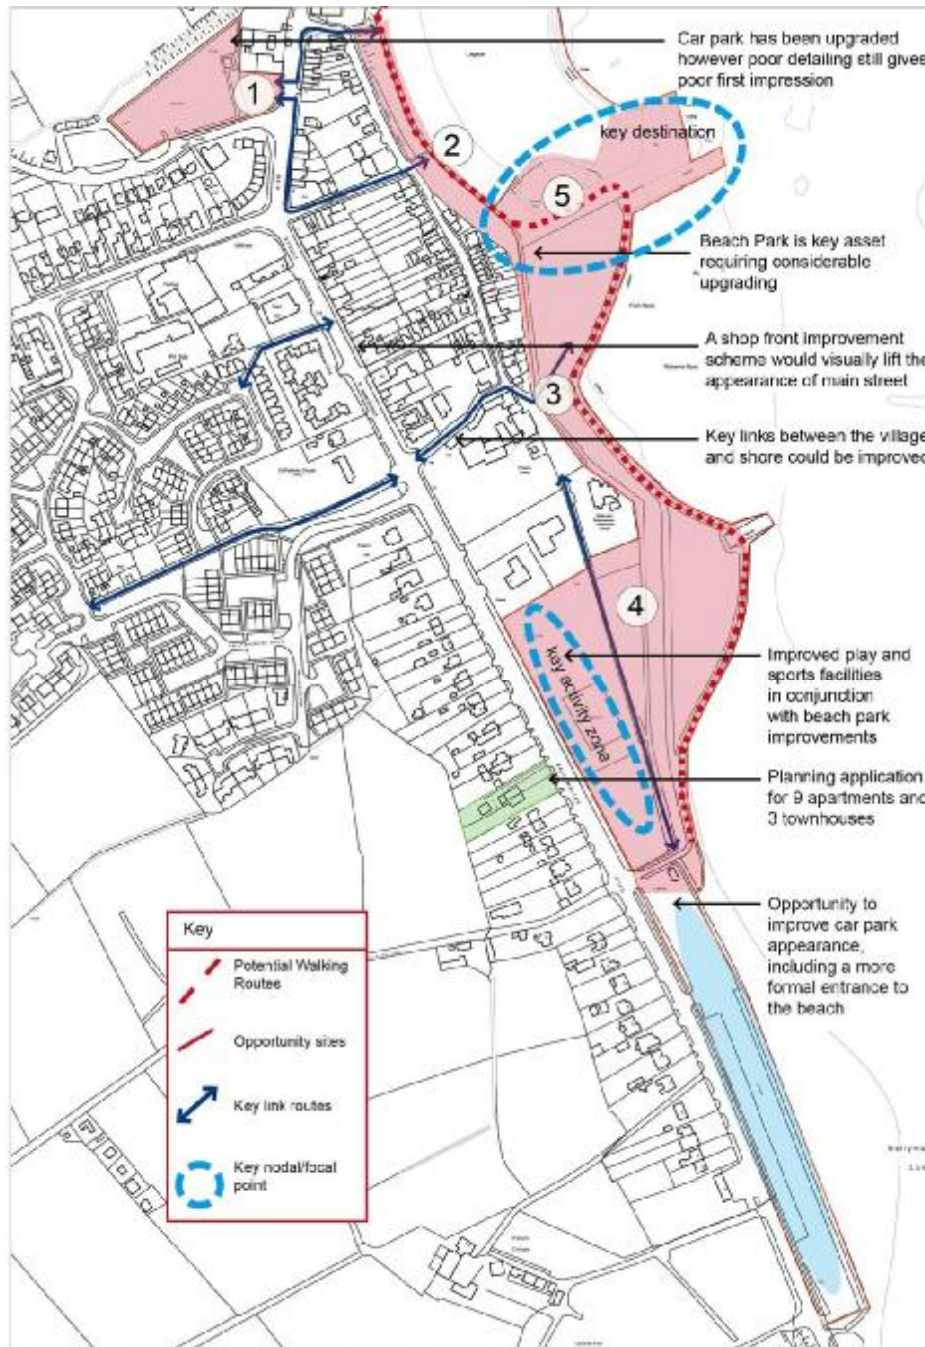 Car park has been upgraded
however poor detailing still gives
poor first impression
1
2
key destination
5
Beach Park is key asset
requiring considerable
upgrading
A shop front Improvement
scheme would visually lift the
appearance of main street
3
Key links between the village
and shore could be improved
4
key activity zone
Improved play and
sports facilities
in conjunction
with beach park
improvements
Planning application
for 9 apartments and
3 townhouses
Opportunity to
improve car park
appearance,
including a more
formal entrance to
the beach
Key
Potential Walking
Routes
Opportunity sites
Key link routes
Key nodal/focal
point